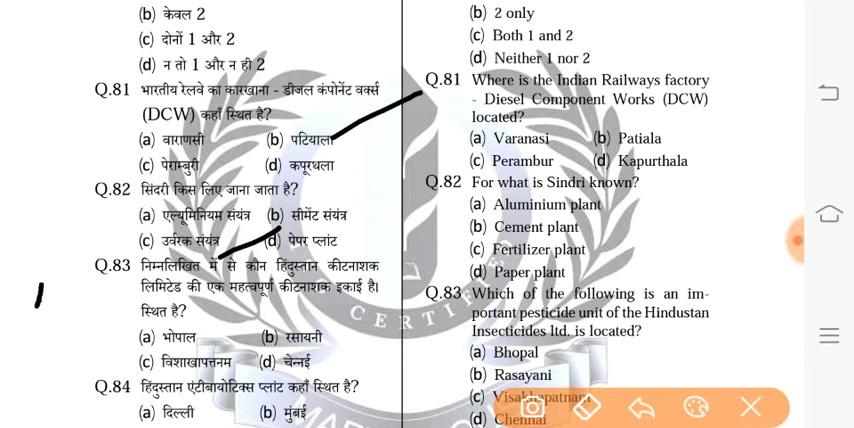 (b) केवल 2
(c) दोनों 1 और 2
(d) न तो 1 और न ही 2
Q.81 भारतीय रेलवे का कारखाना - डीजल कंपोनेंट वर्क्स
(DCW) कहाँ स्थित है?
(a) वाराणसी (b) पटियाला
(c) पेराम्बुरी (d) कपूरथला
Q.82 सिंदरी किस लिए जाना जाता है?
(a) एल्यूमिनियम संयंत्र (b) सीमेंट संयंत्र
(c) उर्वरक संयंत्र (d) पेपर प्लांट
Q.83 निम्नलिखित में से कौन हिंदुस्तान कीटनाशक
लिमिटेड की एक महत्वपूर्ण कीटनाशक इकाई है।
स्थित है?
(a) भोपाल (b) रसायनी
(c) विशाखापत्तनम (d) चेन्नई
Q.84 हिंदुस्तान एंटीबायोटिक्स प्लांट कहाँ स्थित है?
(a) दिल्ली (b) मुंबई
(b) 2 only
(c) Both 1 and 2
(d) Neither 1 nor 2
Q.81 Where is the Indian Railways factory
- Diesel Component Works (DCW)
located?
(a) Varanasi (b) Patiala
(c) Perambur (d) Kapurthala
Q.82 For what is Sindri known?
(a) Aluminium plant
(b) Cement plant
(c) Fertilizer plant
(d) Paper plant
Q.83 Which of the following is an im-
portant pesticide unit of the Hindustan
Insecticides ltd. is located?
(a) Bhopal
(b) Rasayani
(c) Visakhapatnam
(d) Chennai
CERTIFIED